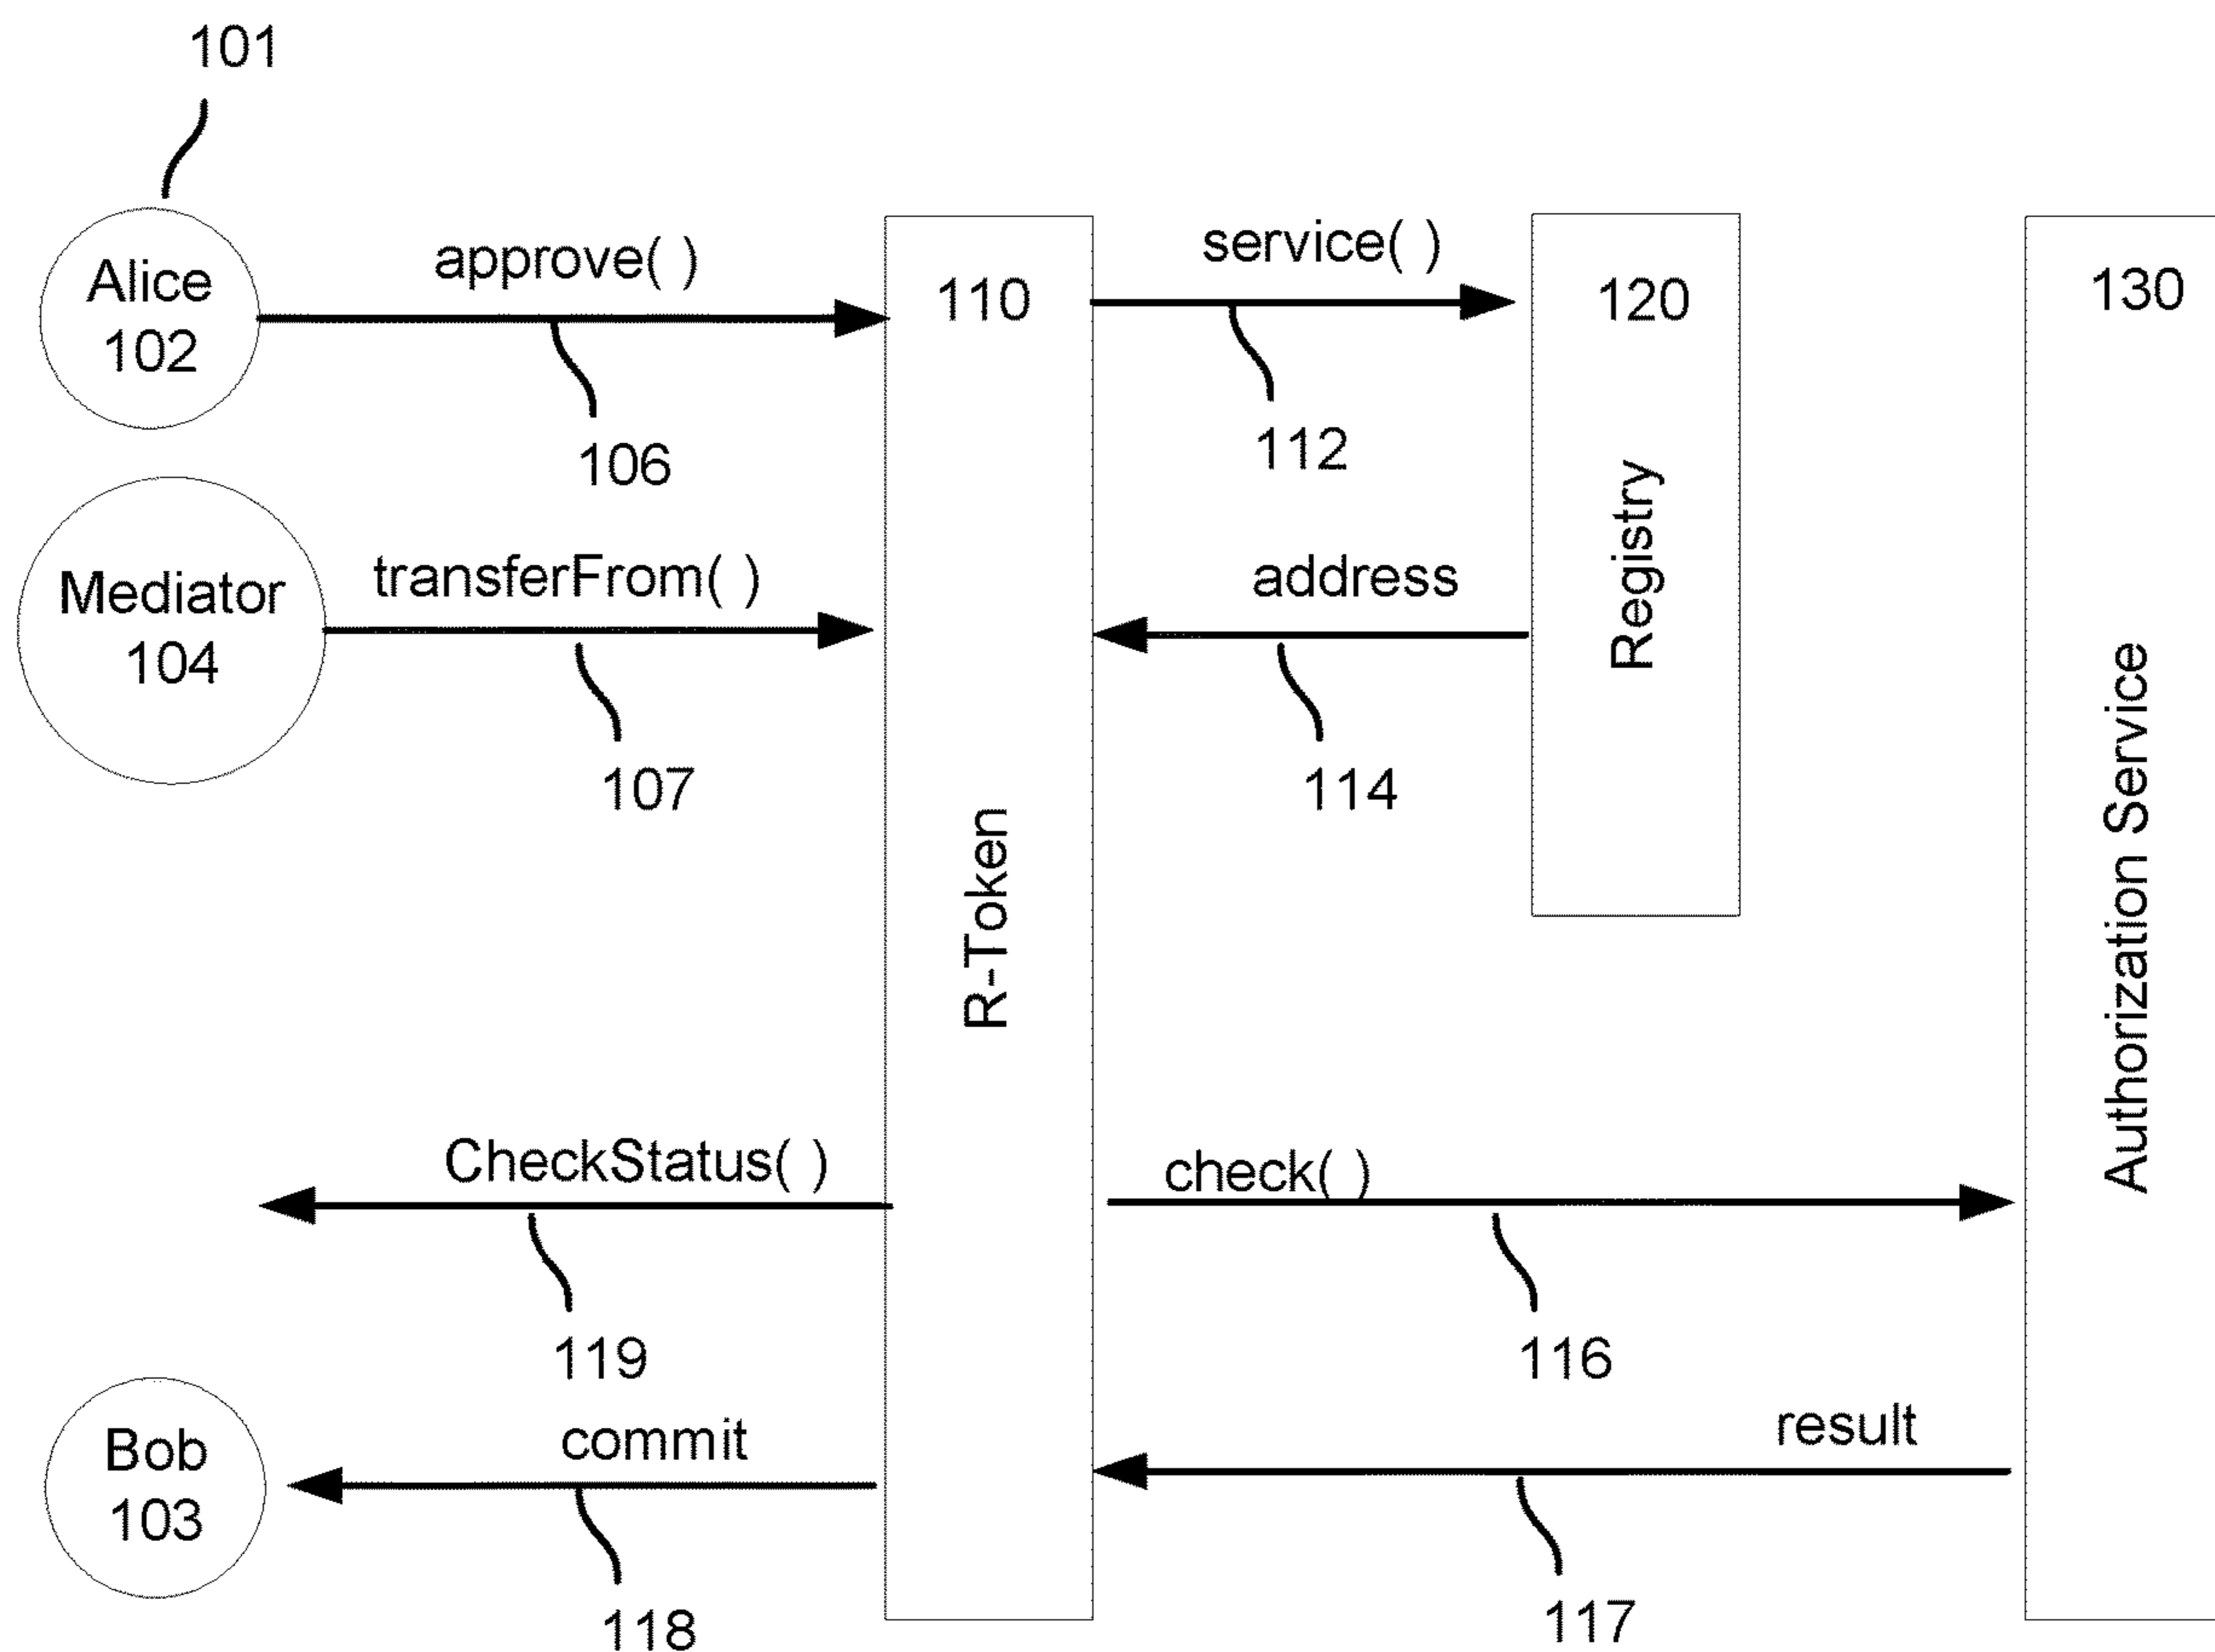 101
Alice
102
approve( )
106
Mediator
104
transferFrom( )
107
110
R-Token
service( )
112
120
Registry
address
114
130
Authorization Service
CheckStatus( )
119
check( )
116
Bob
103
commit
118
result
117